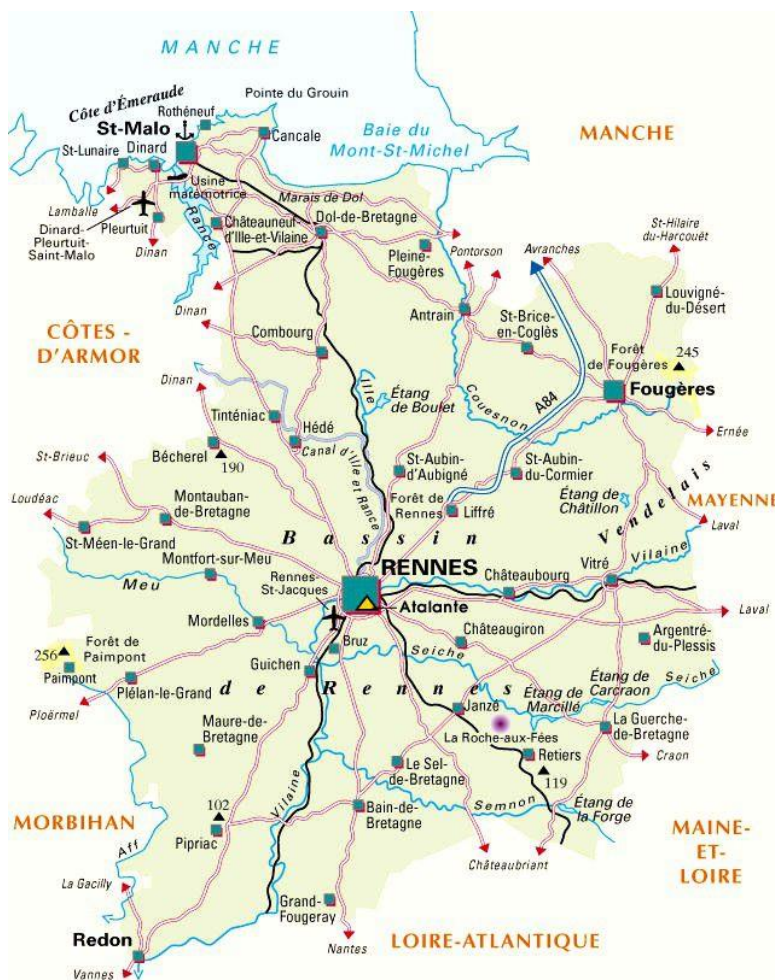 MANCHE
Côte d'Émeraude
Pointe du Grouin
Rothéneuf
St-Malo
Cancale
Baie du
Mont-St-Michel
MANCHE
St-Lunaire
Dinard
Usine
marémotrice
Marais de Dol
Lamballe
Rance
Dinard-
Pleurtuit-
Saint-Malo
Pleurtuit
Dinan
Châteauneuf-
d'Ille-et-Vilaine
Dol-de-Bretagne
Pleine-
Fougères
Pontorson
Avranches
St-Hilaire
du-Harcouët
Dinan
Louvigné-
du-Désert
Antrain
St-Brice-
en-Coglès
CÔTES -
D'ARMOR
Combourg
Forêt
de Fougères
245
Fougères
Dinan
Ille
Étang
de Boulet
Couesnon
A84
Ernée
Tinténiac
Hédé
Canal d'Ille et Rance
Bécherel
190
St-Brieuc
St-Aubin-
d'Aubigné
St-Aubin-
du-Cormier
Loudéac
Montauban-
de-Bretagne
Forêt de
Rennes
Liffré
Étang de
Châtillon
Vendelais
MAYENNE
Laval
St-Méen-le-Grand
Bassin
Montfort-sur-Meu
Meu
RENNES
Rennes-
St-Jacques
Châteaubourg
Vitré
Vilaine
Atalante
Laval
Mordelles
Bruz
Châteaugiron
Argentré-
du-Plessis
256
Forêt de
Paimpont
Paimpont
Guichen
Seiche
Seiche
Plélan-le-Grand
de Rennes
Étang de
Carcraon
Étang de
Marcillé
Ploërmel
Janzé
La Guerche-
de-Bretagne
Maure-de-
Bretagne
La Roche-aux-Fées
Retiers
Craon
119
Le Sel-
de-Bretagne
Vilaine
Semnon
Étang de
la Forge
102
Bain-de-
Bretagne
MORBIHAN
Pipriac
Aff
Châteaubriant
MAINE-
ET-
LOIRE
La Gacilly
Grand-
Fougeray
Redon
Nantes
LOIRE-ATLANTIQUE
Vannes